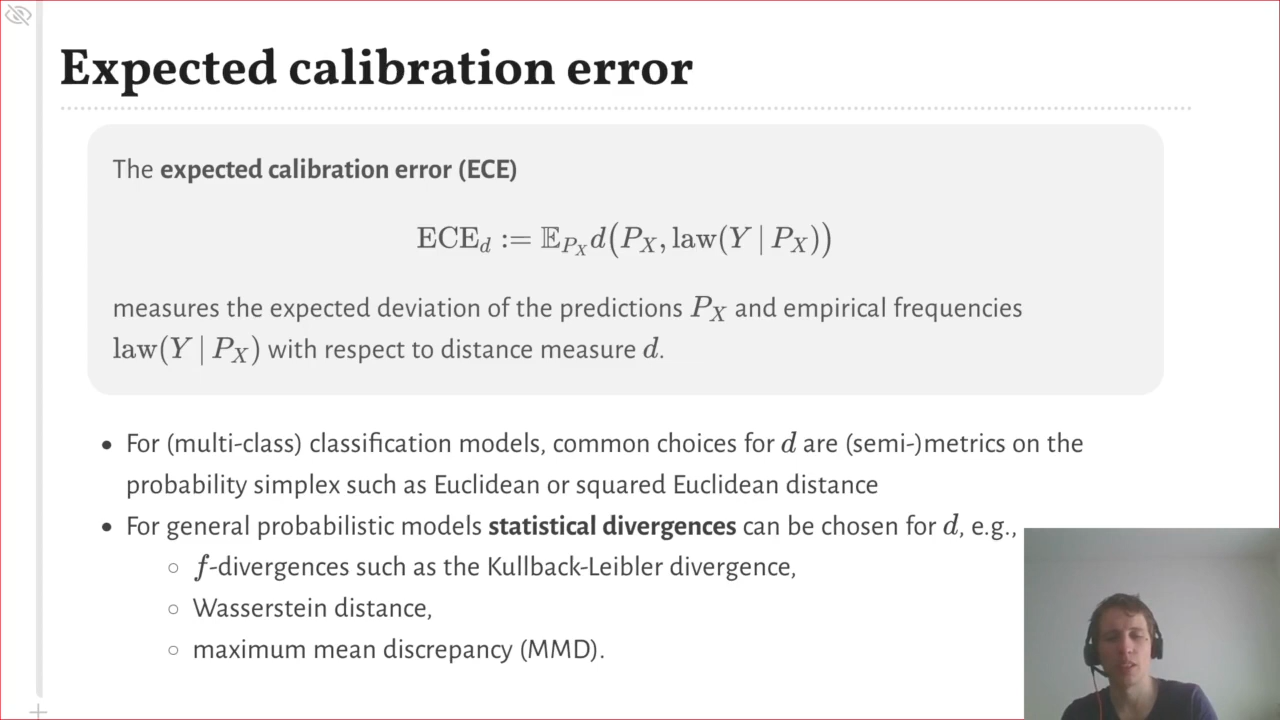 Expected calibration error
The expected calibration error (ECE)
ECE_d := 𝔼_{P_X} d(P_X, law(Y | P_X))
measures the expected deviation of the predictions P_X and empirical frequencies
law(Y | P_X) with respect to distance measure d.
• For (multi-class) classification models, common choices for d are (semi-)metrics on the
probability simplex such as Euclidean or squared Euclidean distance
• For general probabilistic models statistical divergences can be chosen for d, e.g.,
◦ f-divergences such as the Kullback-Leibler divergence,
◦ Wasserstein distance,
◦ maximum mean discrepancy (MMD).